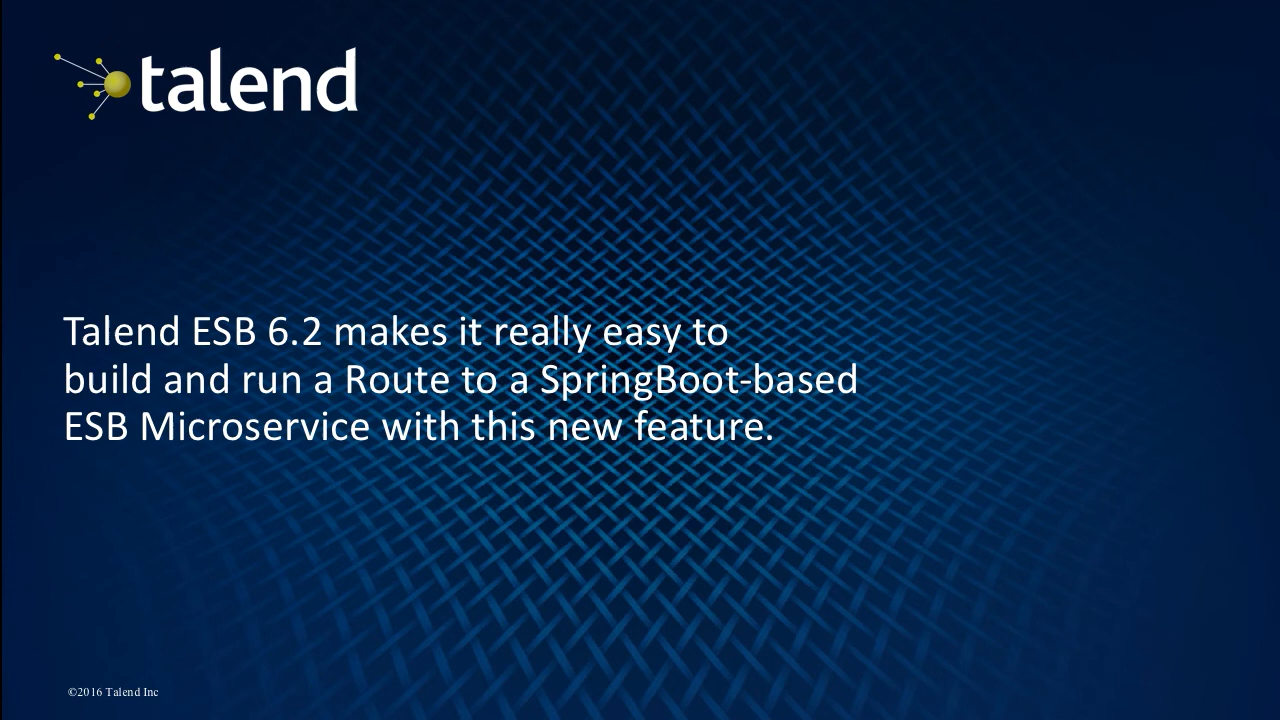 talend
Talend ESB 6.2 makes it really easy to
build and run a Route to a SpringBoot-based
ESB Microservice with this new feature.
©2016 Talend Inc